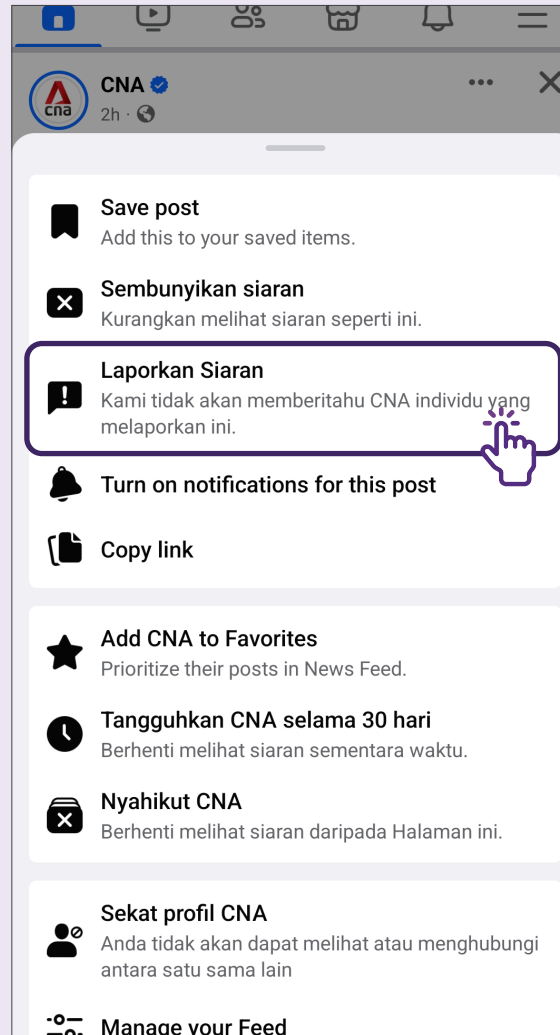 cna
CNA
2h
Save post
Add this to your saved items.
Sembunyikan siaran
Kurangkan melihat siaran seperti ini.
Laporkan Siaran
Kami tidak akan memberitahu CNA individu yang
melaporkan ini.
Turn on notifications for this post
Copy link
Add CNA to Favorites
Prioritize their posts in News Feed.
Tangguhkan CNA selama 30 hari
Berhenti melihat siaran sementara waktu.
Nyahikut CNA
Berhenti melihat siaran daripada Halaman ini.
Sekat profil CNA
Anda tidak akan dapat melihat atau menghubungi
antara satu sama lain
Manage your Feed